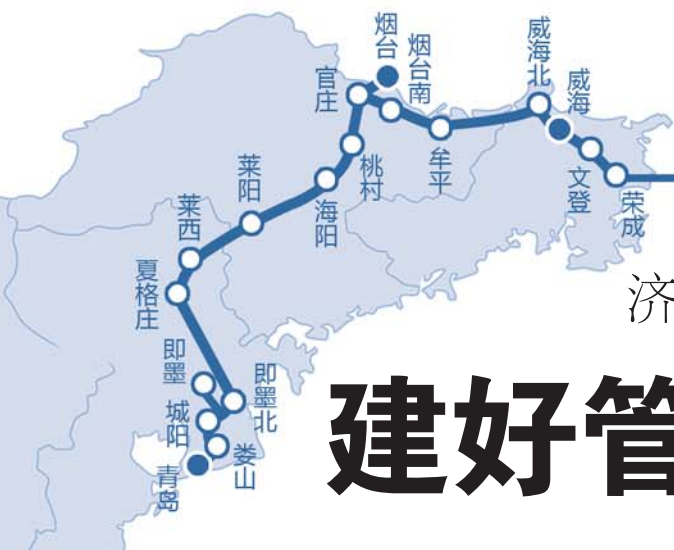 烟台
烟台南
威海北
官庄
威海
牟平
桃村
莱阳
海阳
文登
荣成
莱西
夏格庄
济
即墨
即墨北
城阳
娄山
青岛
建好管